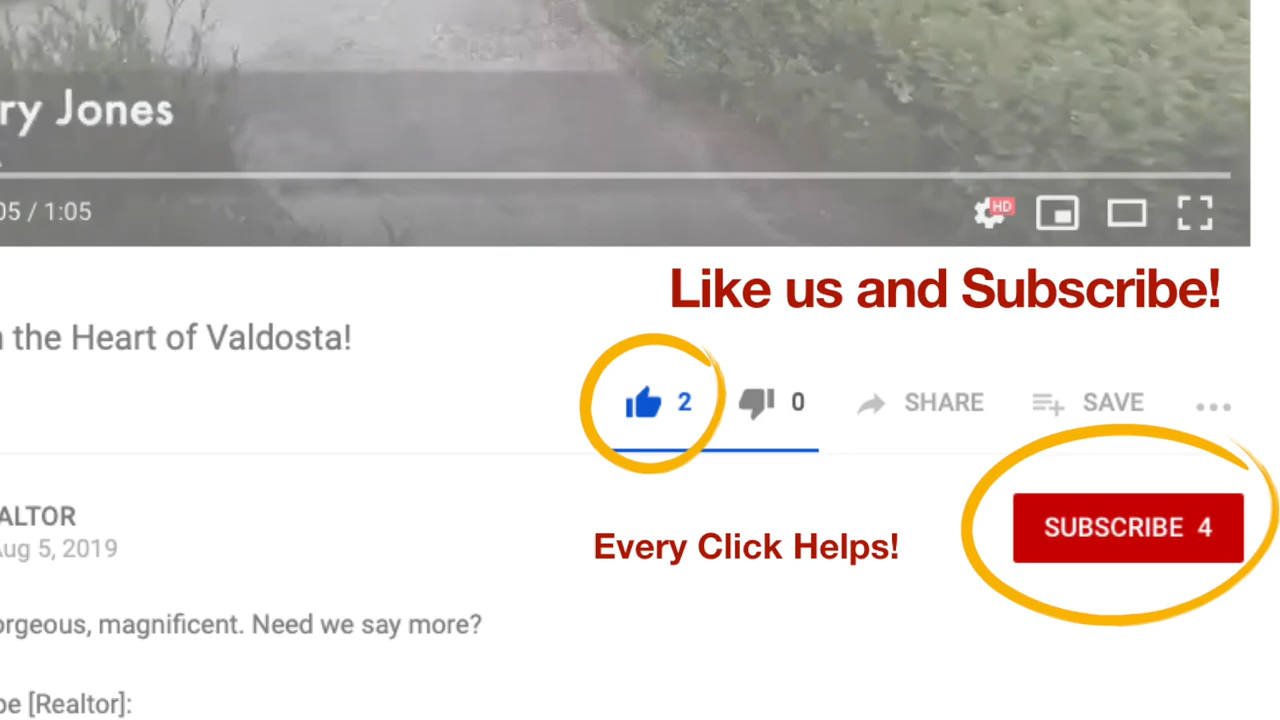 ry Jones
05 / 1:05
HD
Like us and Subscribe!
n the Heart of Valdosta!
2
0
SHARE
SAVE
ALTOR
Aug 5, 2019
Every Click Helps!
SUBSCRIBE 4
orgeous, magnificent. Need we say more?
be [Realtor]: